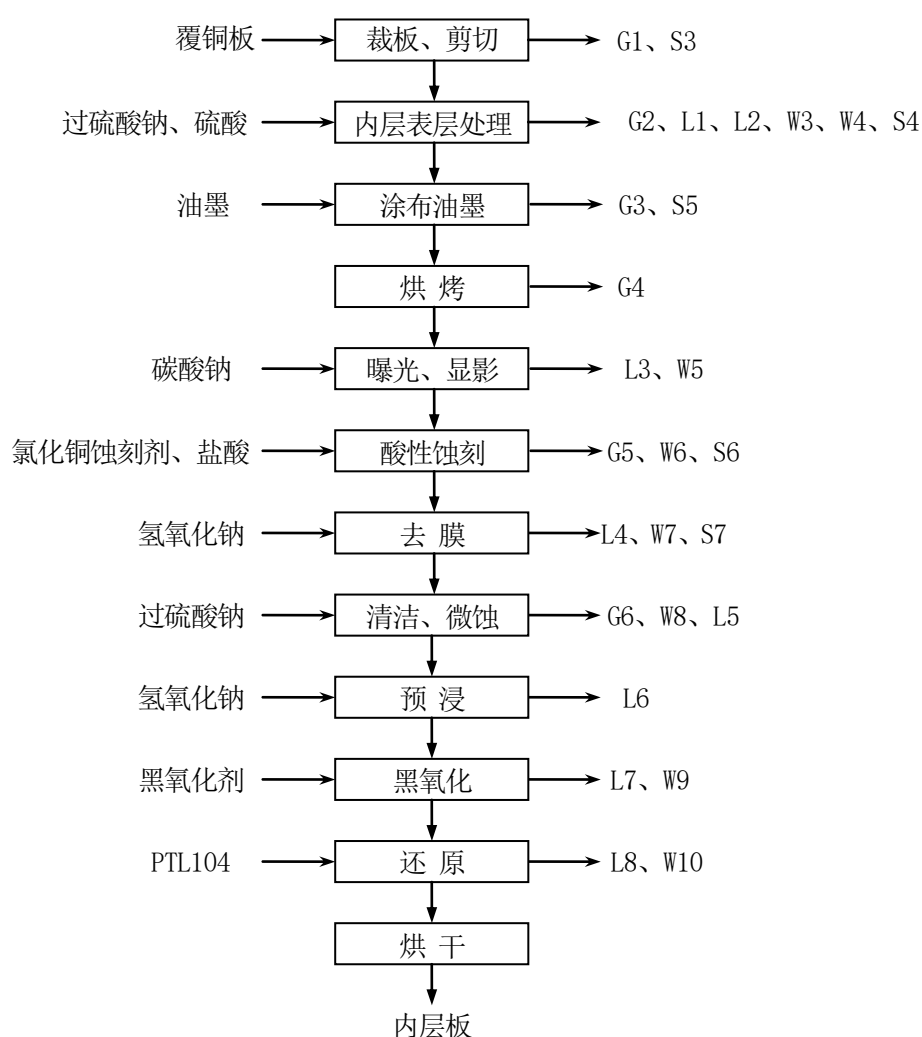 覆铜板 裁板、剪切 G1、S3
过硫酸钠、硫酸 内层表层处理 G2、L1、L2、W3、W4、S4
油墨 涂布油墨 G3、S5
烘 烤 G4
碳酸钠 曝光、显影 L3、W5
氯化铜蚀刻剂、盐酸 酸性蚀刻 G5、W6、S6
氢氧化钠 去 膜 L4、W7、S7
过硫酸钠 清洁、微蚀 G6、W8、L5
氢氧化钠 预 浸 L6
黑氧化剂 黑氧化 L7、W9
PTL104 还 原 L8、W10
烘 干
内层板